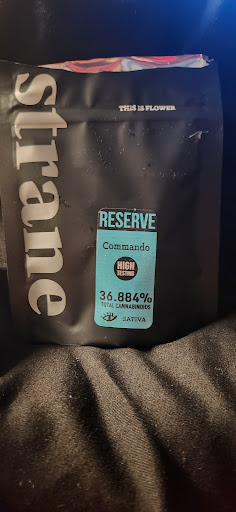 strane
THIS IS FLOWER
RESERVE
Commando
HIGH
TESTING
36.884%
TOTAL CANNABINOIDS
SATIVA